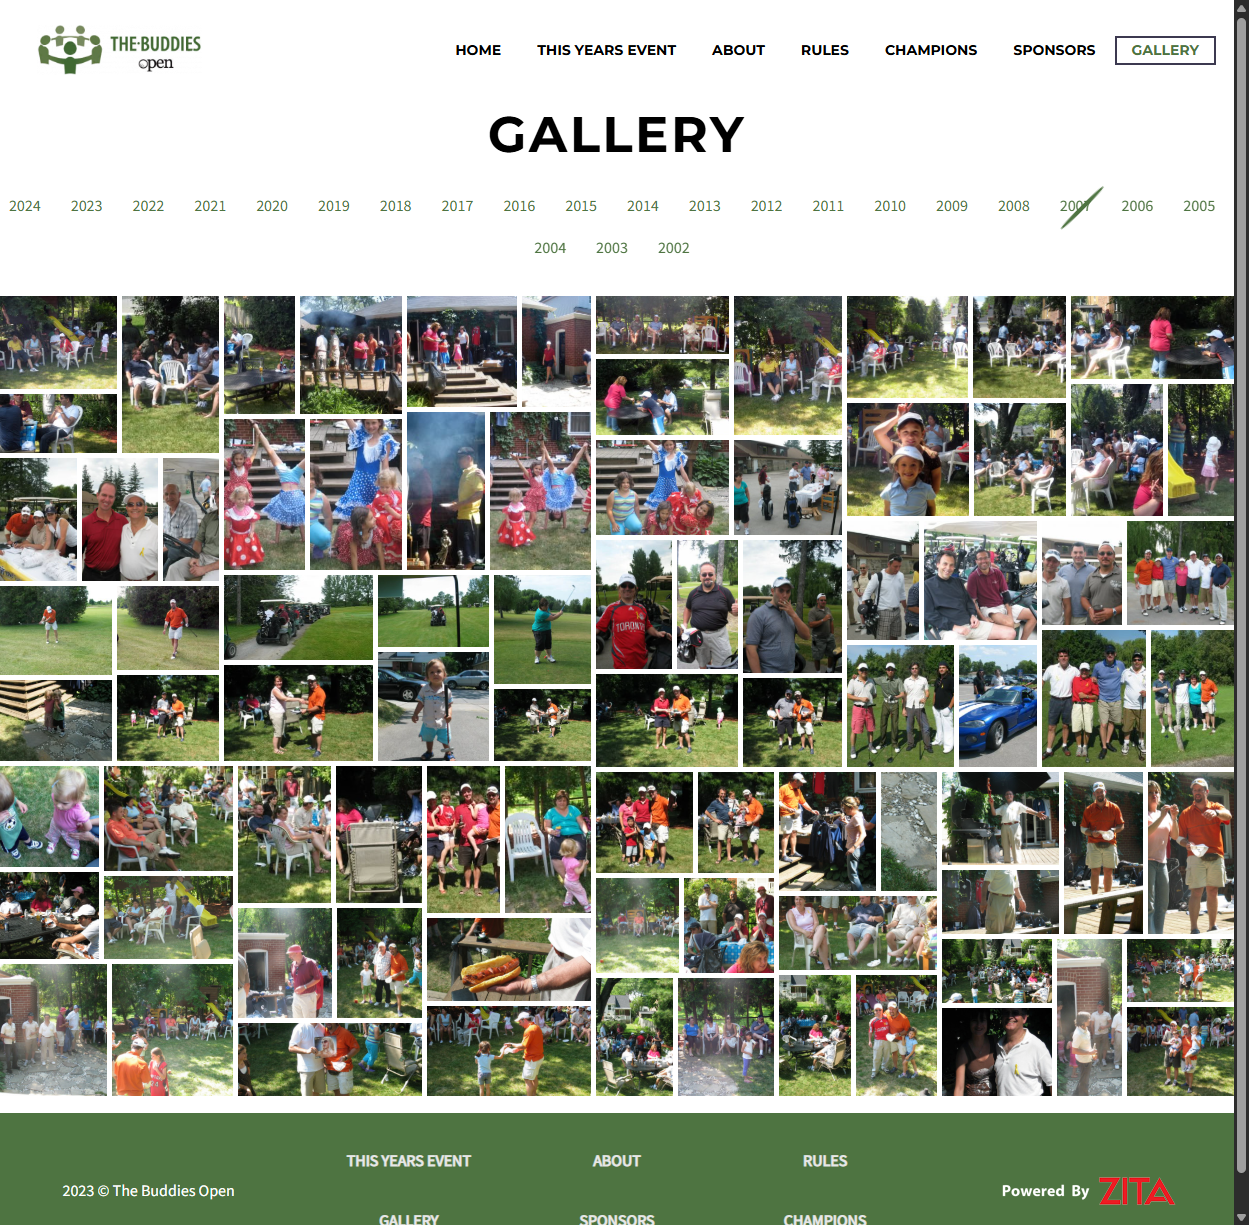 THE·BUDDIES
open
HOME THIS YEARS EVENT ABOUT RULES CHAMPIONS SPONSORS GALLERY
GALLERY
2024 2023 2022 2021 2020 2019 2018 2017 2016 2015 2014 2013 2012 2011 2010 2009 2008 2007 2006 2005
2004 2003 2002
TORONTO
THIS YEARS EVENT ABOUT RULES
2023 © The Buddies Open
Powered By ZITA
GALLERY SPONSORS CHAMPIONS